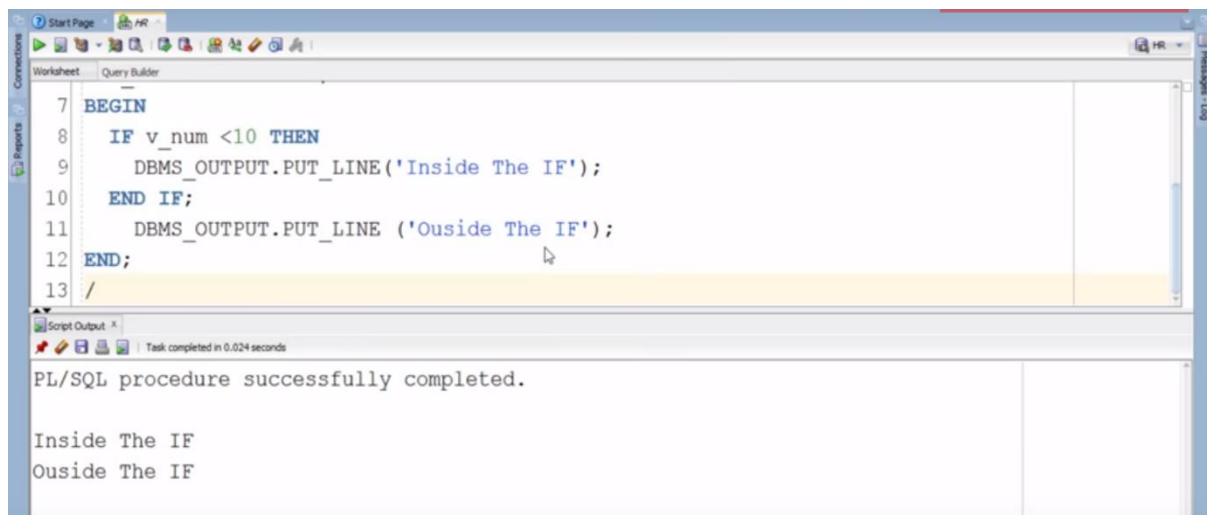 Start Page
HR
HR
Connections
Reports
Messages - Log
Worksheet Query Builder
7 BEGIN
8 IF v_num <10 THEN
9 DBMS_OUTPUT.PUT_LINE('Inside The IF');
10 END IF;
11 DBMS_OUTPUT.PUT_LINE ('Ouside The IF');
12 END;
13 /
Script Output
Task completed in 0.024 seconds
PL/SQL procedure successfully completed.
Inside The IF
Ouside The IF